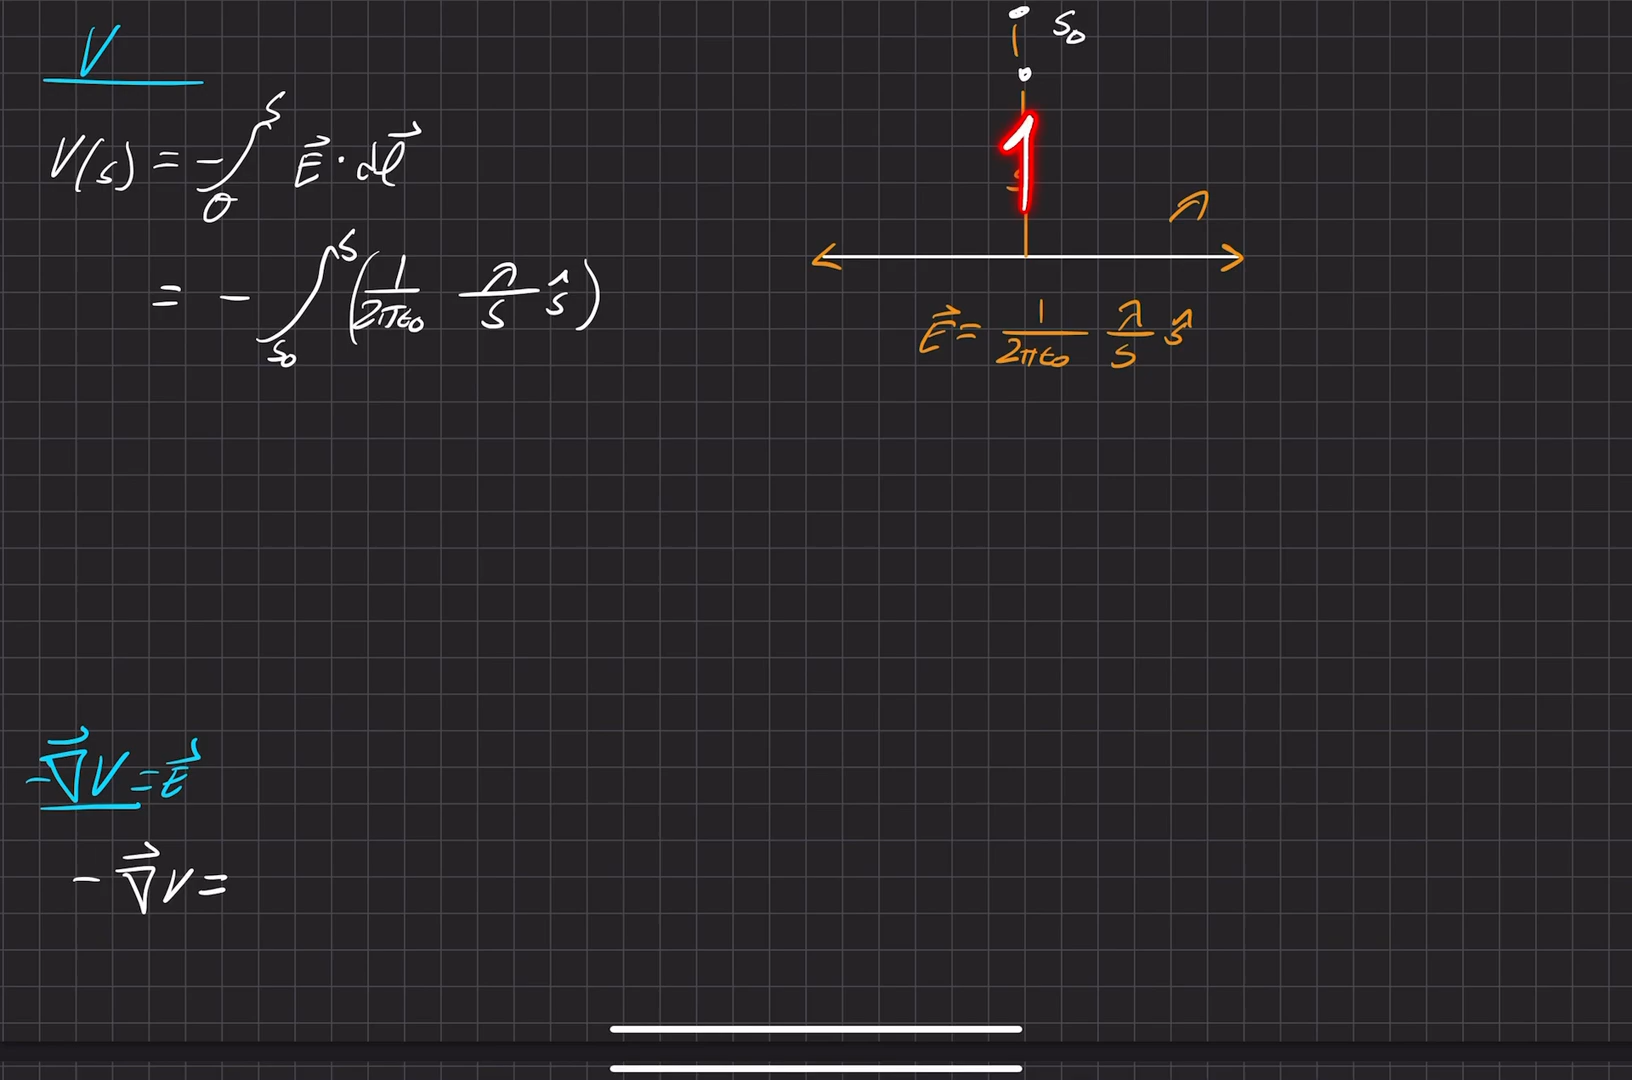 V
V(s) = -∫_O^s E⃗ · dℓ⃗
= - ∫_{s₀}^s (1/(2πε₀) λ/s ŝ)
s₀
s
λ
E⃗ = 1/(2πε₀) λ/s ŝ
-∇⃗V = E⃗
- ∇⃗V =